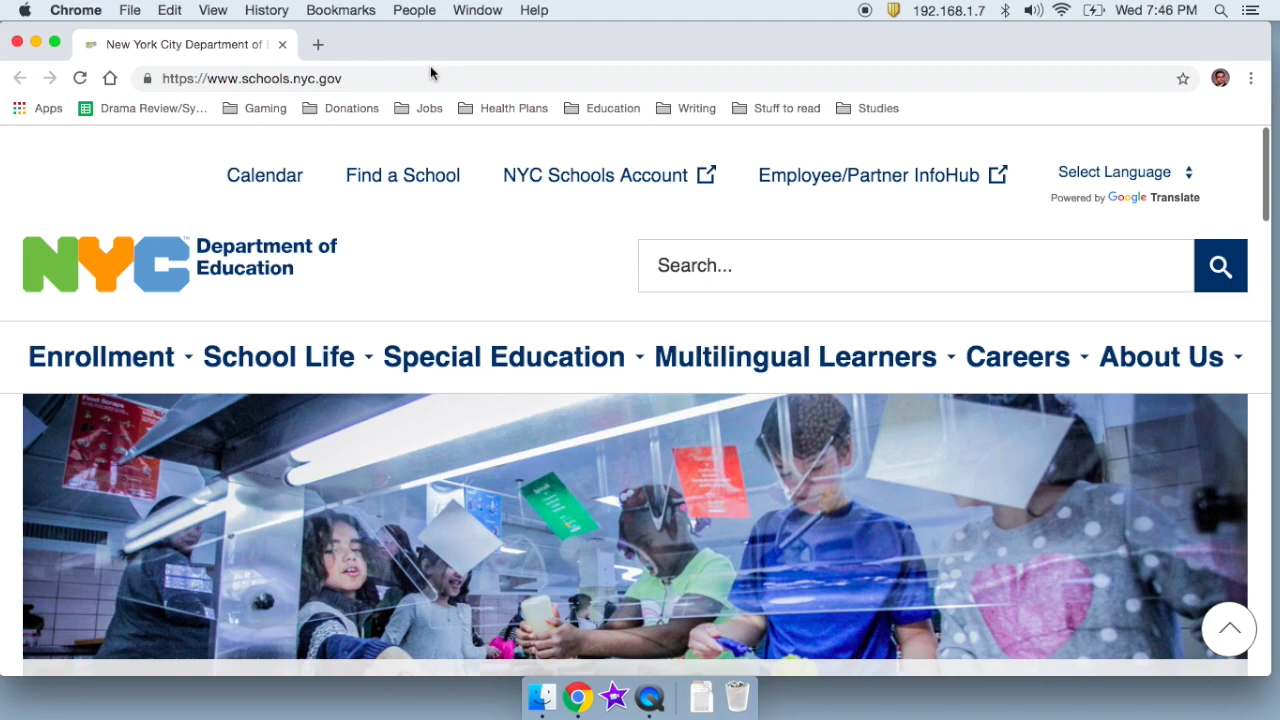 Chrome File Edit View History Bookmarks People Window Help 192.168.1.7 Wed 7:46 PM
New York City Department of
https://www.schools.nyc.gov
Apps Drama Review/Sy... Gaming Donations Jobs Health Plans Education Writing Stuff to read Studies
Calendar Find a School NYC Schools Account Employee/Partner InfoHub Select Language
Powered by Google Translate
NYC™ Department of
Education
Search...
Enrollment School Life Special Education Multilingual Learners Careers About Us
Food Scraps